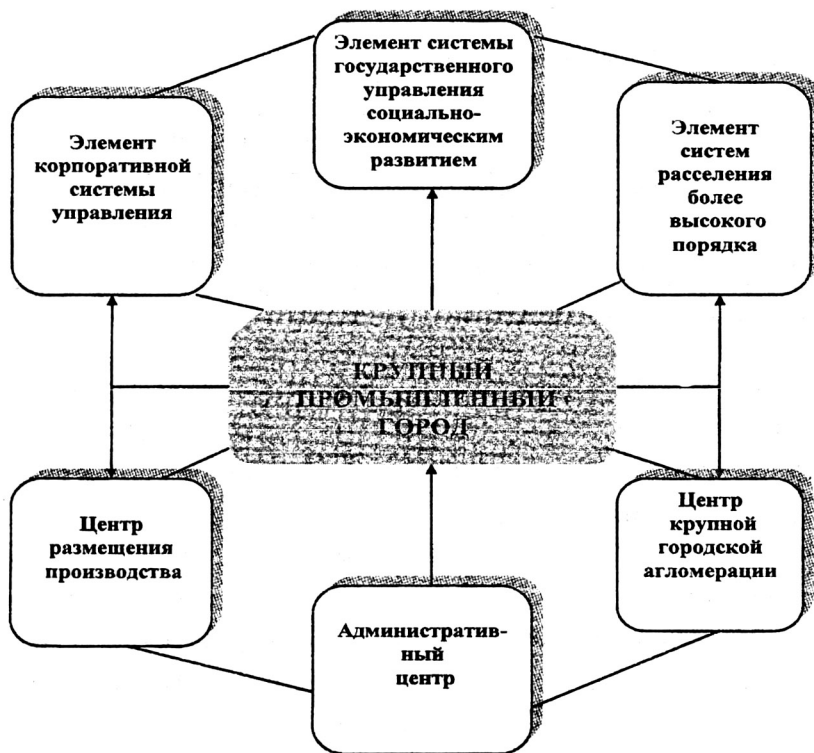 Элемент системы
государственного
управления
социально-
экономическим
развитием
Элемент
корпоративной
системы
управления
Элемент
систем
расселения
более
высокого
порядка
КРУПНЫЙ
ПРОМЫШЛЕННЫЙ
ГОРОД
Центр
размещения
производства
Центр
крупной
городской
агломерации
Административ-
ный
центр